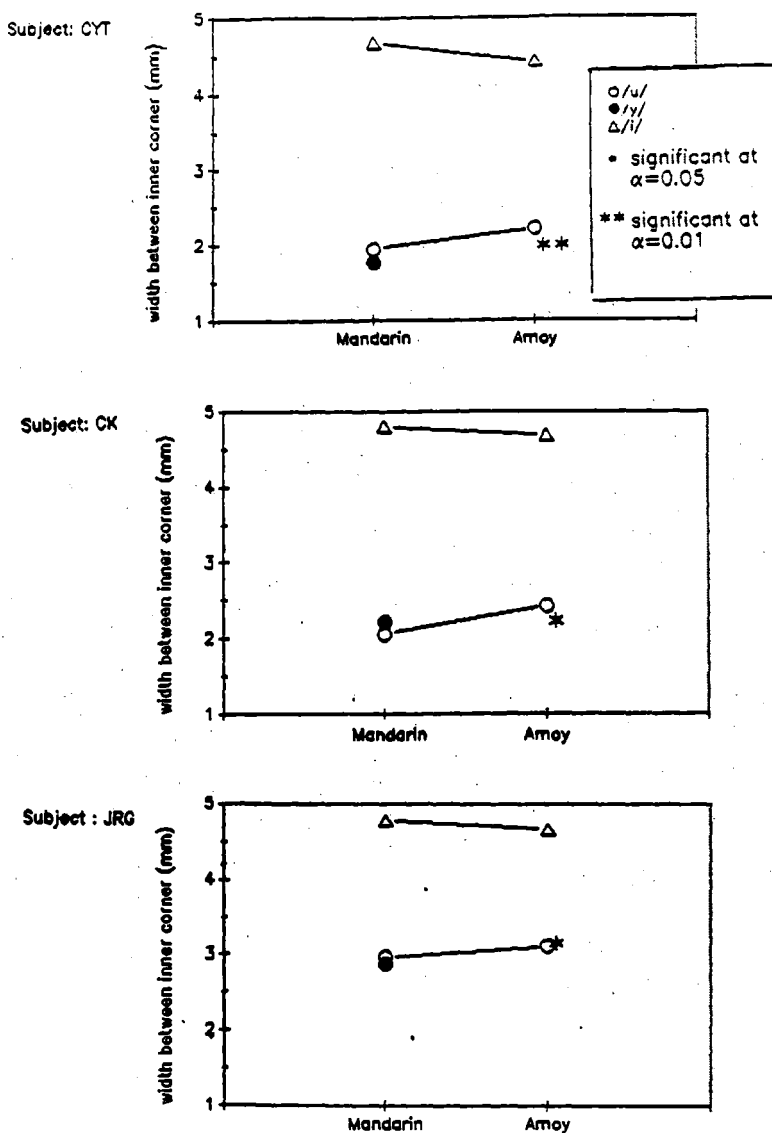 Subject: CYT
width between inner corner (mm)
5
4
3
2
1
**
Mandarin Amoy
○ /u/
● /y/
△ /i/
* significant at
α=0.05
** significant at
α=0.01
Subject: CK
width between inner corner (mm)
5
4
3
2
1
*
Mandarin Amoy
Subject : JRG
width between inner corner (mm)
5
4
3
2
1
*
Mandarin Amoy